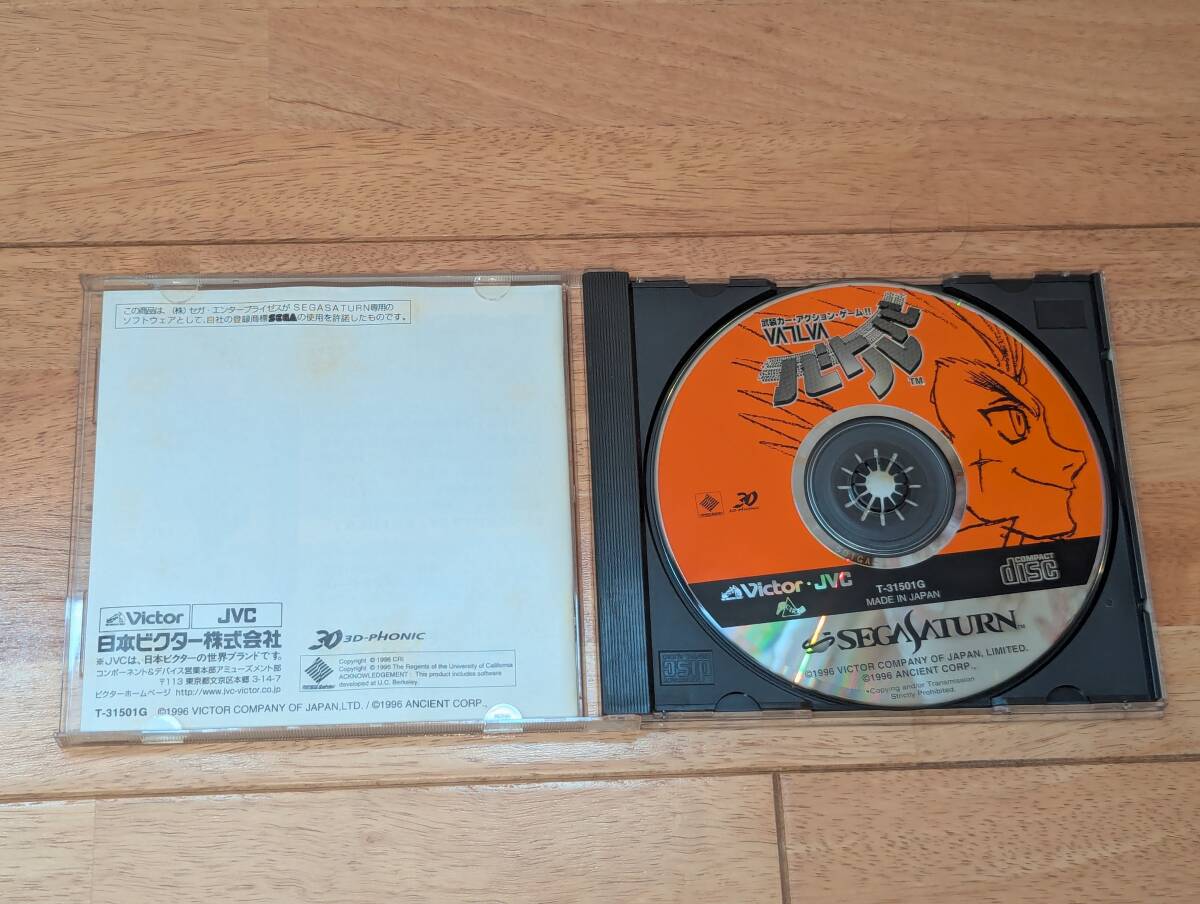 この商品は、(株)セガ・エンタープライゼスがSEGASATURN専用の
ソフトウェアとして、自社の登録商標SEGAの使用を許諾したものです。
Victor JVC
日本ビクター株式会社
※JVCは、日本ビクターの世界ブランドです。
コンポーネント&デバイス営業本部アミューズメント部
〒113 東京都文京区本郷 3-14-7
ビクターホームページ http://www.jvc-victor.co.jp
3D 3D-PHONIC
Copyright © 1996 CRI
Copyright © 1995 The Regents of the University of California
ACKNOWLEDGEMENT : This product includes software
developed at U.C. Berkeley.
T-31501G ©1996 VICTOR COMPANY OF JAPAN,LTD. / ©1996 ANCIENT CORP.,
武装カー・アクション・ゲーム!!
TM
3D
3D-PHONIC
Victor・JVC
T-31501G
MADE IN JAPAN
COMPACT
disc
SEGASATURN™
©1996 VICTOR COMPANY OF JAPAN, LIMITED.
©1996 ANCIENT CORP.,
•Copying and/or Transmission
Strictly Prohibited.